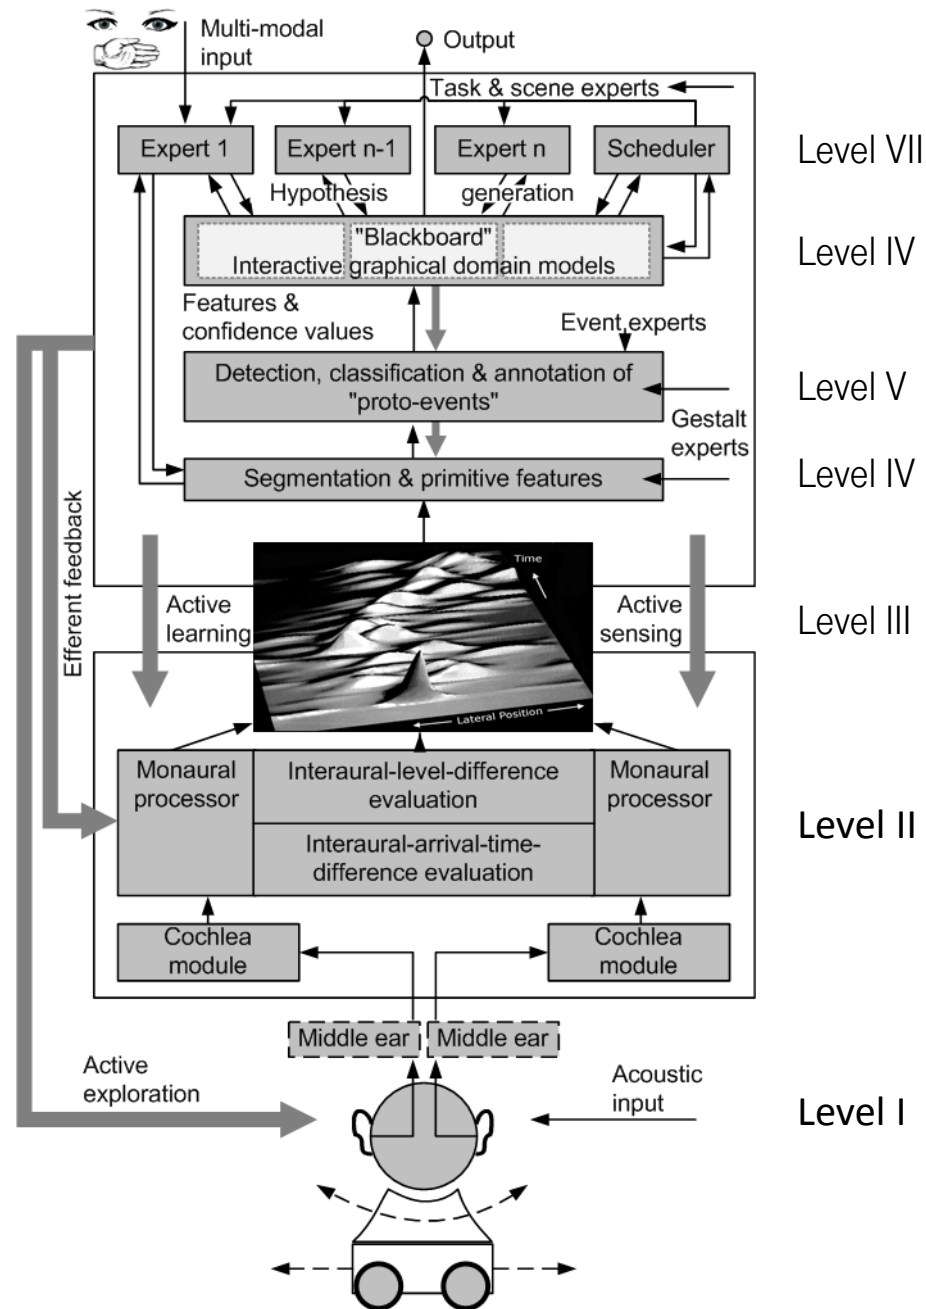 Multi-modal
input
Output
Task & scene experts
Expert 1
Expert n-1
Expert n
Scheduler
Level VII
Hypothesis
generation
"Blackboard"
Interactive graphical domain models
Level IV
Features &
confidence values
Event experts
Detection, classification & annotation of
"proto-events"
Level V
Gestalt
experts
Segmentation & primitive features
Level IV
Efferent feedback
Time
Active
learning
Active
sensing
Level III
Lateral Position
Monaural
processor
Interaural-level-difference
evaluation
Monaural
processor
Interaural-arrival-time-
difference evaluation
Level II
Cochlea
module
Cochlea
module
Middle ear
Middle ear
Active
exploration
Acoustic
input
Level I